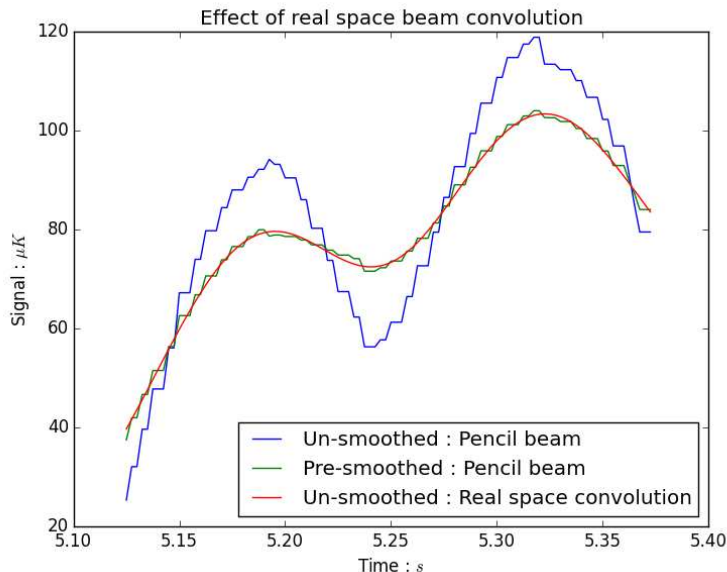 Effect of real space beam convolution
120
100
80
60
40
20
Signal : μK
Un-smoothed : Pencil beam
Pre-smoothed : Pencil beam
Un-smoothed : Real space convolution
5.10 5.15 5.20 5.25 5.30 5.35 5.40
Time : s